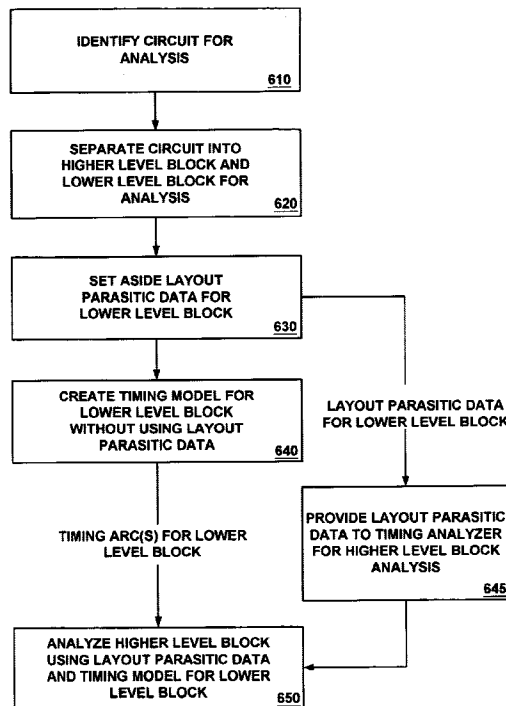 IDENTIFY CIRCUIT FOR
ANALYSIS
610
SEPARATE CIRCUIT INTO
HIGHER LEVEL BLOCK AND
LOWER LEVEL BLOCK FOR
ANALYSIS
620
SET ASIDE LAYOUT
PARASITIC DATA FOR
LOWER LEVEL BLOCK
630
CREATE TIMING MODEL FOR
LOWER LEVEL BLOCK
WITHOUT USING LAYOUT
PARASITIC DATA
640
LAYOUT PARASITIC DATA
FOR LOWER LEVEL BLOCK
TIMING ARC(S) FOR LOWER
LEVEL BLOCK
PROVIDE LAYOUT PARASITIC
DATA TO TIMING ANALYZER
FOR HIGHER LEVEL BLOCK
ANALYSIS
645
ANALYZE HIGHER LEVEL BLOCK
USING LAYOUT PARASITIC DATA
AND TIMING MODEL FOR LOWER
LEVEL BLOCK
650